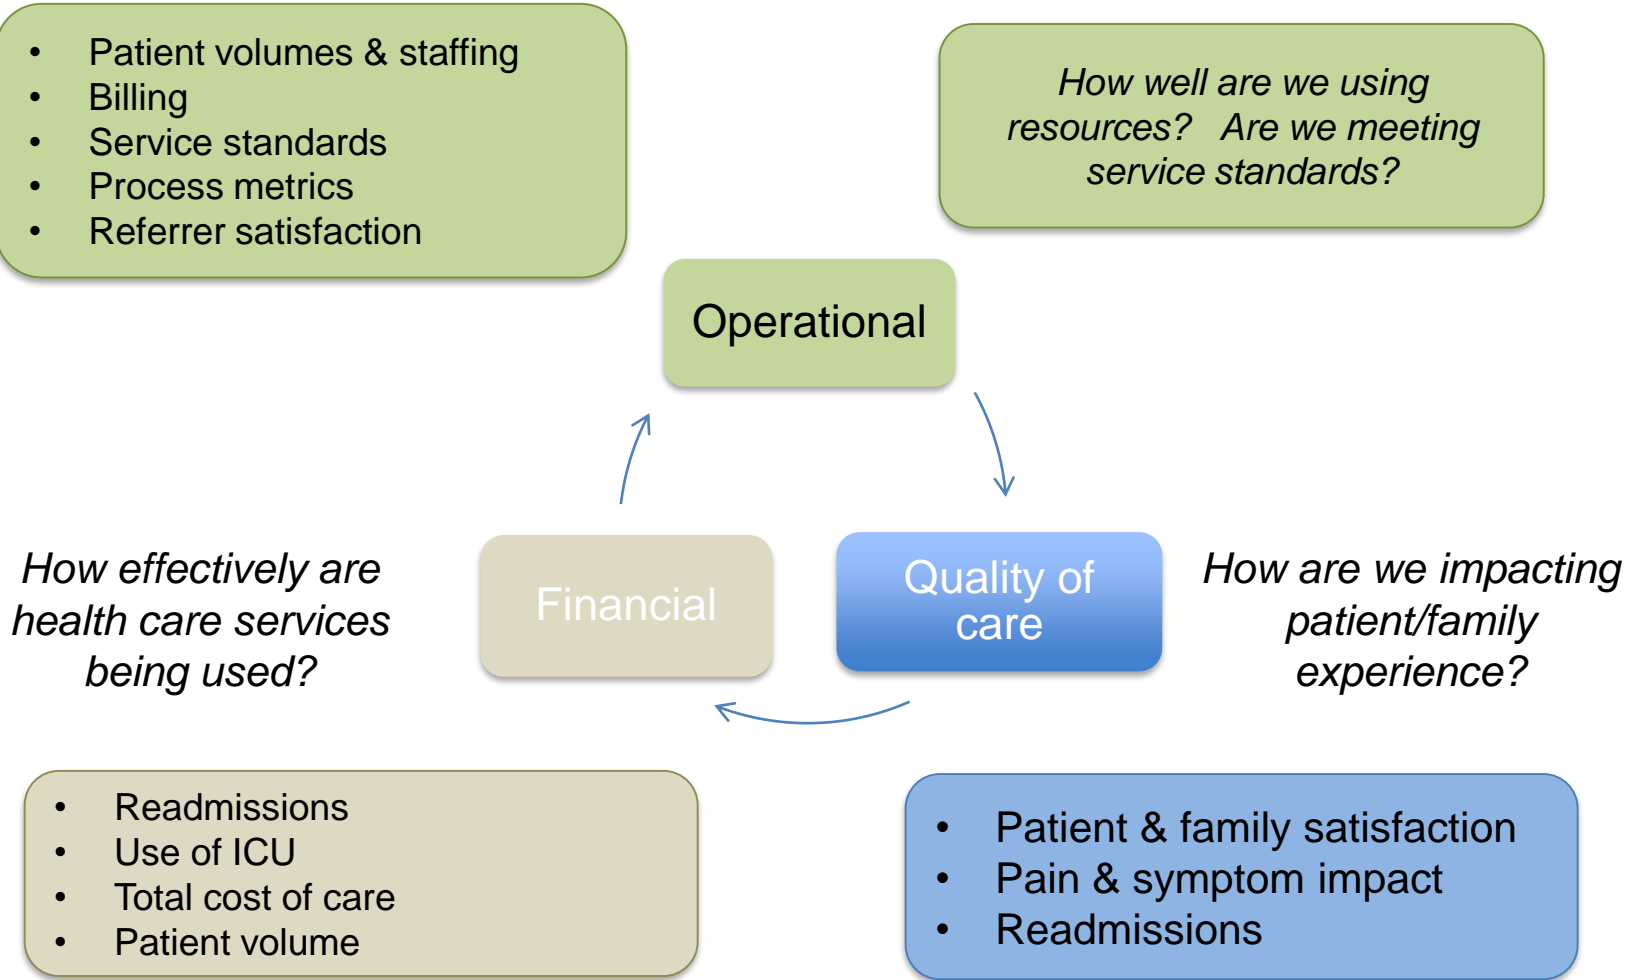 • Patient volumes & staffing
• Billing
• Service standards
• Process metrics
• Referrer satisfaction
How well are we using
resources? Are we meeting
service standards?
Operational
How effectively are
health care services
being used?
Financial
Quality of
care
How are we impacting
patient/family
experience?
• Readmissions
• Use of ICU
• Total cost of care
• Patient volume
• Patient & family satisfaction
• Pain & symptom impact
• Readmissions